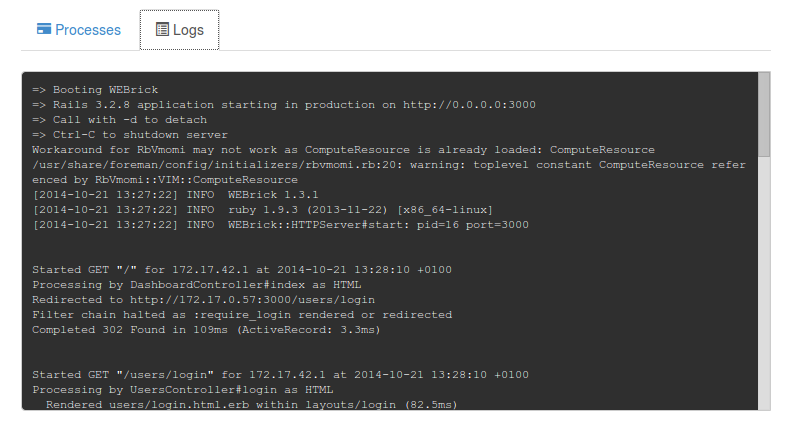 Processes
Logs
=> Booting WEBrick
=> Rails 3.2.8 application starting in production on http://0.0.0.0:3000
=> Call with -d to detach
=> Ctrl-C to shutdown server
Workaround for RbVmomi may not work as ComputeResource is already loaded: ComputeResource
/usr/share/foreman/config/initializers/rbvmomi.rb:20: warning: toplevel constant ComputeResource refer
enced by RbVmomi::VIM::ComputeResource
[2014-10-21 13:27:22] INFO  WEBrick 1.3.1
[2014-10-21 13:27:22] INFO  ruby 1.9.3 (2013-11-22) [x86_64-linux]
[2014-10-21 13:27:22] INFO  WEBrick::HTTPServer#start: pid=16 port=3000
Started GET "/" for 172.17.42.1 at 2014-10-21 13:28:10 +0100
Processing by DashboardController#index as HTML
Redirected to http://172.17.0.57:3000/users/login
Filter chain halted as :require_login rendered or redirected
Completed 302 Found in 109ms (ActiveRecord: 3.3ms)
Started GET "/users/login" for 172.17.42.1 at 2014-10-21 13:28:10 +0100
Processing by UsersController#login as HTML
  Rendered users/login.html.erb within layouts/login (82.5ms)